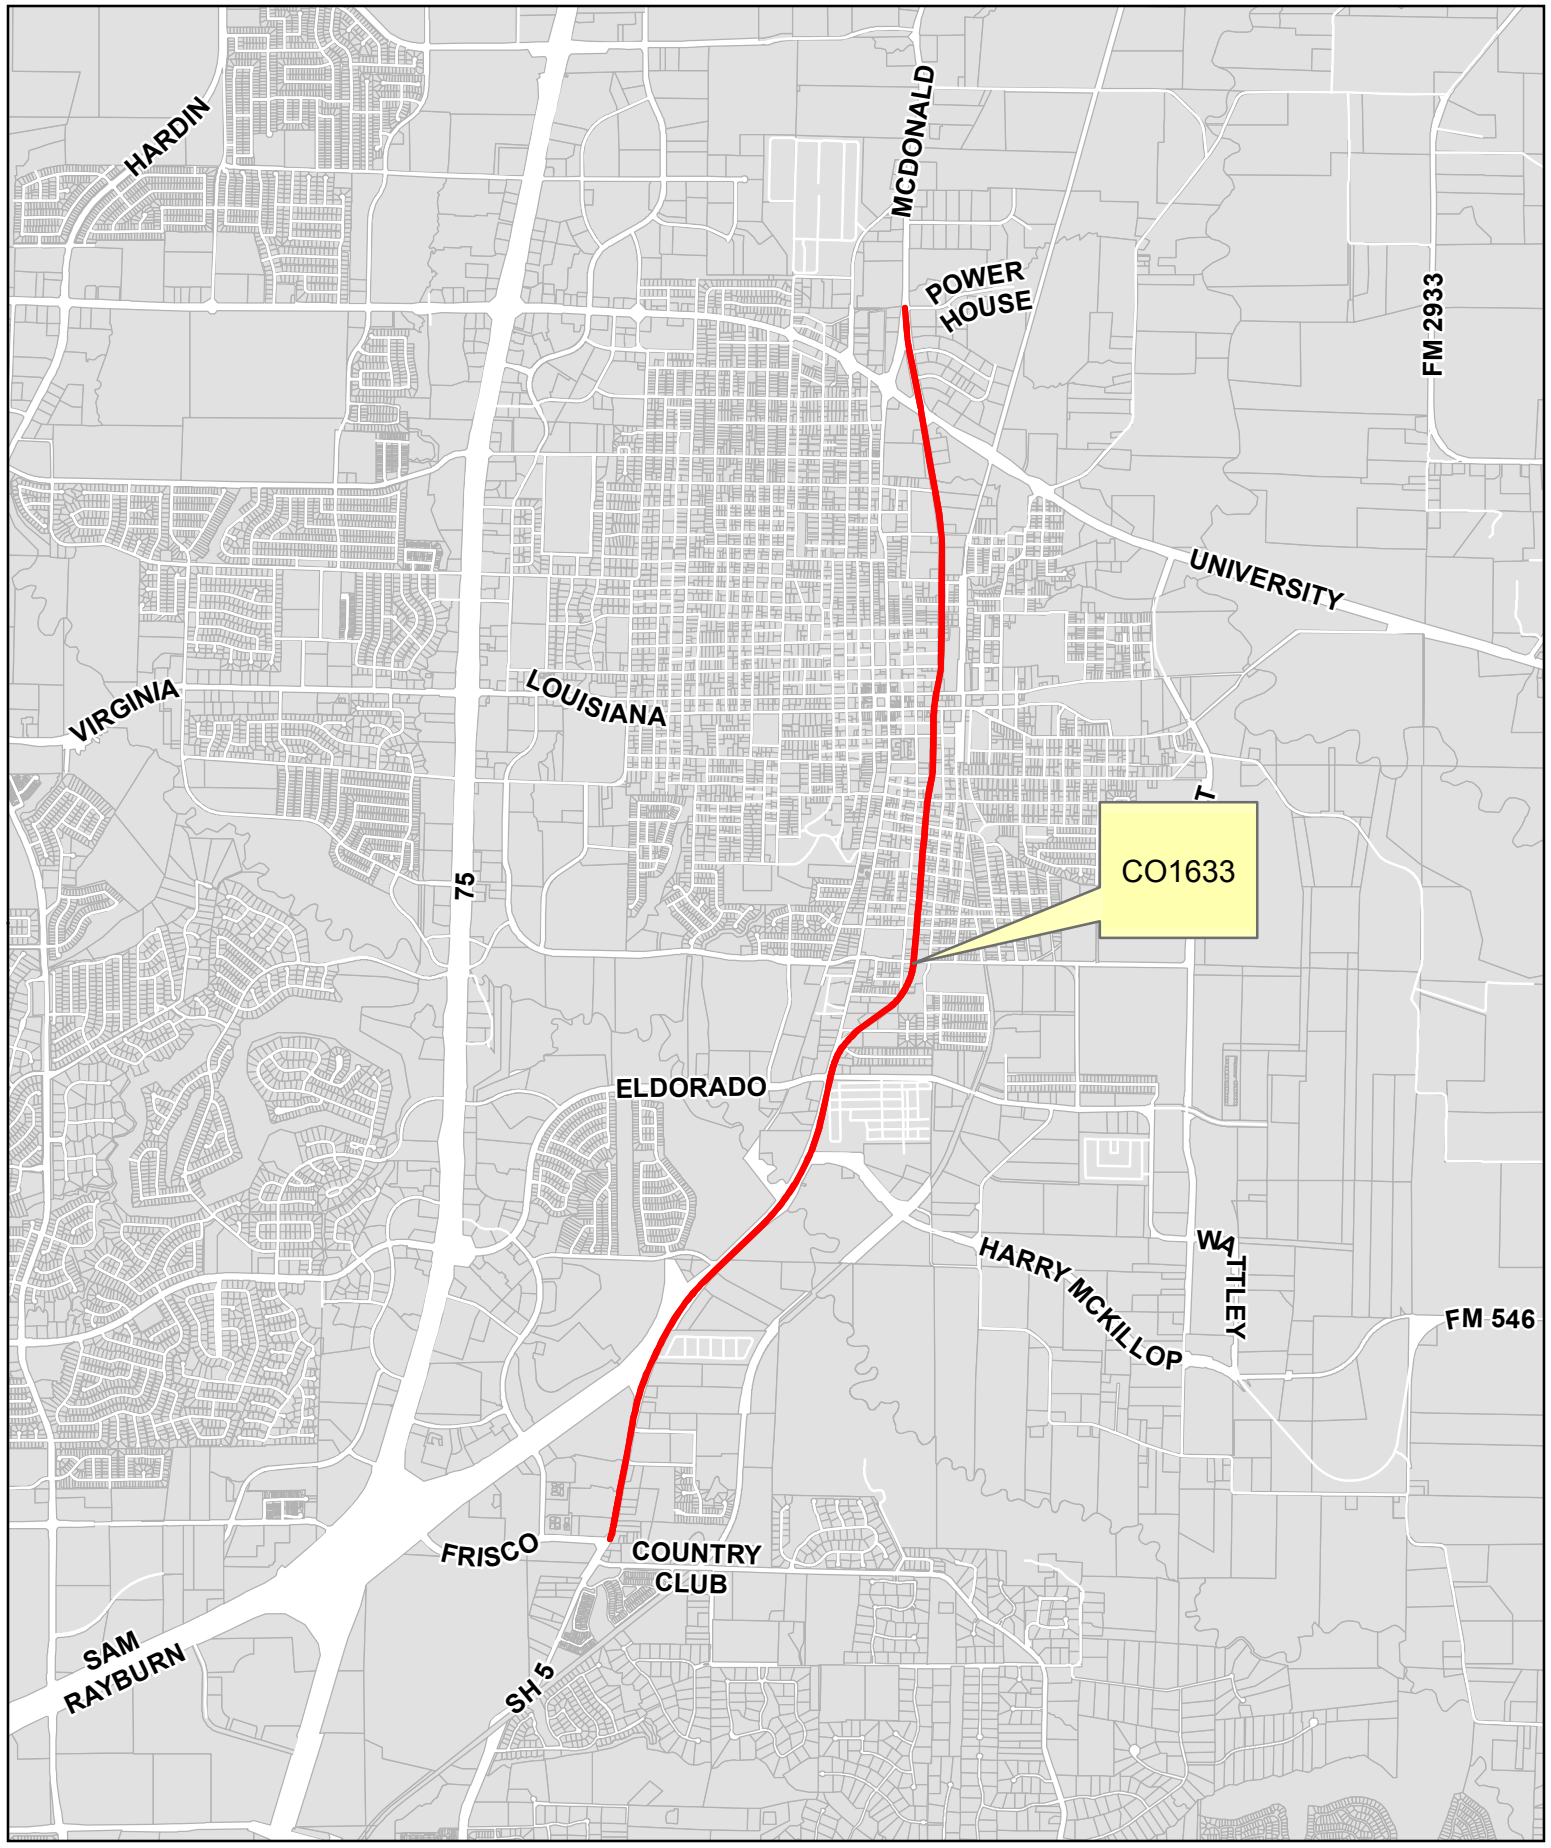 HARDIN
MCDONALD
POWER
HOUSE
FM 2933
UNIVERSITY
VIRGINIA
LOUISIANA
T
CO1633
75
ELDORADO
WATTLEY
HARRY MCKILLOP
FM 546
FRISCO
COUNTRY
CLUB
SAM
RAYBURN
SH 5